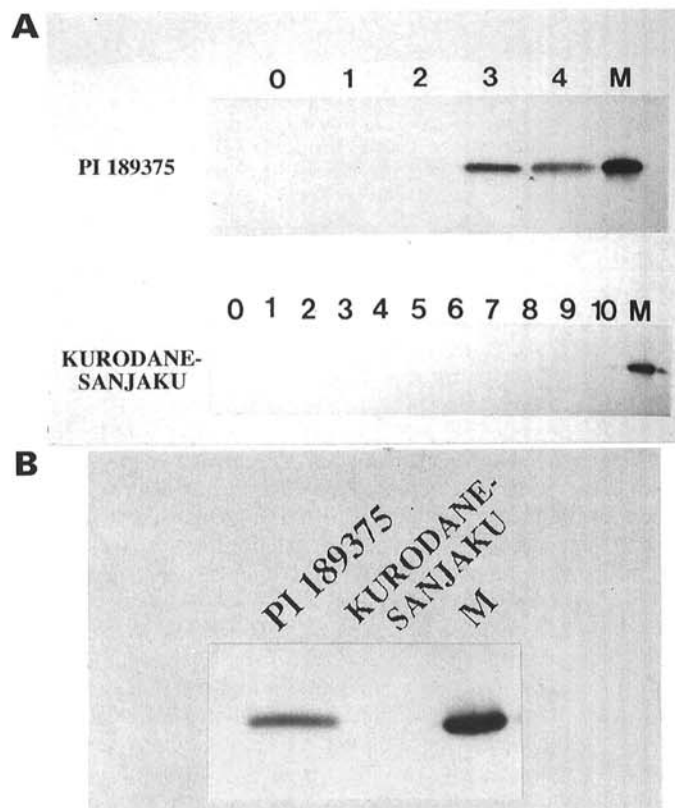 A
0 1 2 3 4 M
PI 189375
0 1 2 3 4 5 6 7 8 9 10 M
KURODANE-
SANJAKU
B
PI 189375
KURODANE-
SANJAKU
M